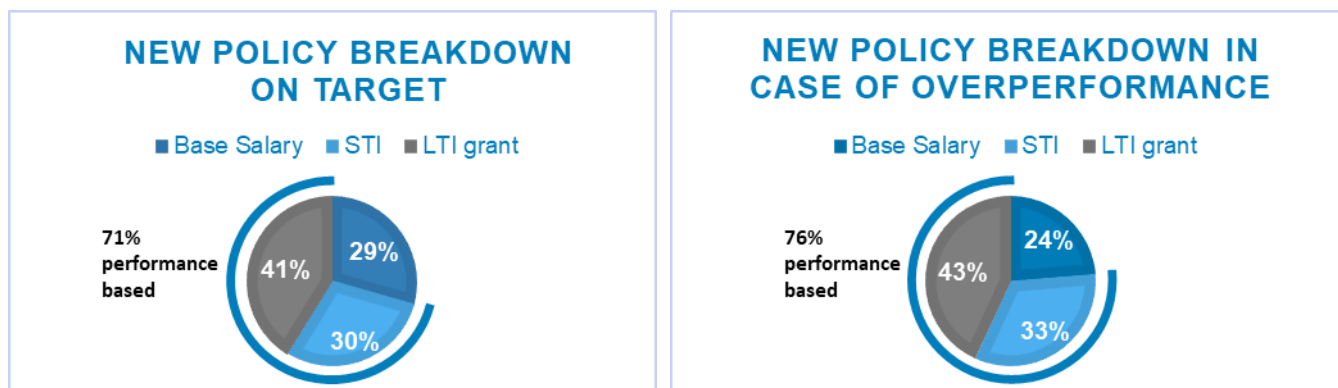 NEW POLICY BREAKDOWN
ON TARGET
Base Salary STI LTI grant
71%
performance
based
41%
29%
30%
NEW POLICY BREAKDOWN IN
CASE OF OVERPERFORMANCE
Base Salary STI LTI grant
76%
performance
based
43%
24%
33%